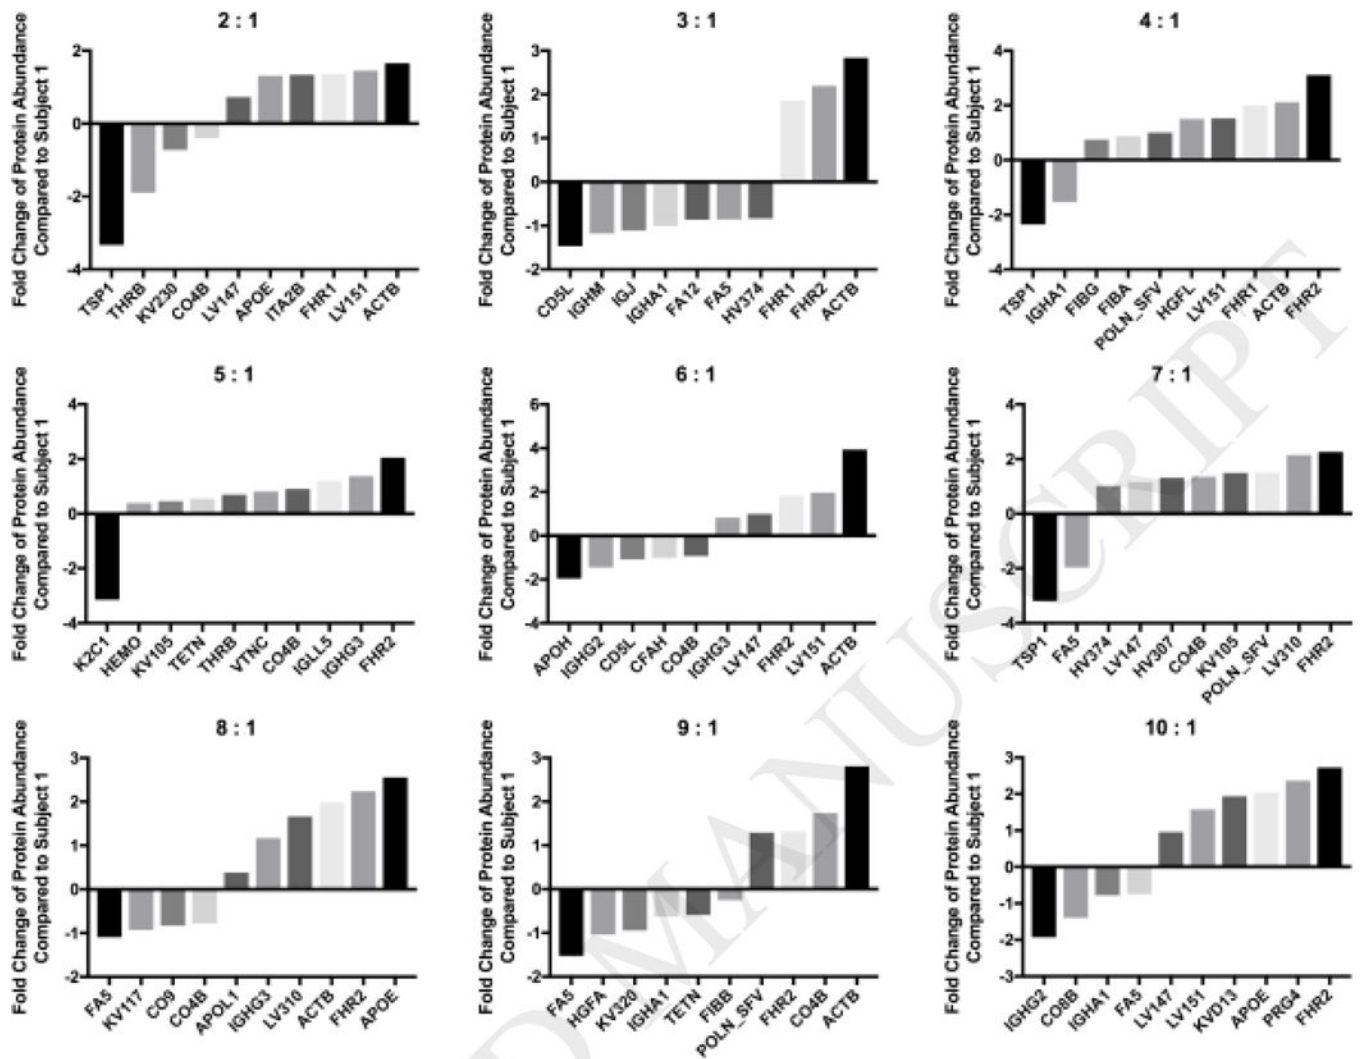 2 : 1
Fold Change of Protein Abundance
Compared to Subject 1
2
0
-2
-4
TSP1
THRB
KV230
CO4B
LV147
APOE
ITA2B
FHR1
LV151
ACTB
3 : 1
Fold Change of Protein Abundance
Compared to Subject 1
3
2
1
0
-1
-2
CD5L
IGHM
IGJ
IGHA1
FA12
FA5
HV374
FHR1
FHR2
ACTB
4 : 1
Fold Change of Protein Abundance
Compared to Subject 1
4
2
0
-2
-4
TSP1
IGHA1
FIBG
FIBA
POLN_SFV
HGFL
LV151
FHR1
ACTB
FHR2
5 : 1
Fold Change of Protein Abundance
Compared to Subject 1
4
2
0
-2
-4
K2C1
HEMO
KV105
TETN
THRB
VTNC
CO4B
IGLL5
IGHG3
FHR2
6 : 1
Fold Change of Protein Abundance
Compared to Subject 1
6
4
2
0
-2
-4
APOH
IGHG2
CD5L
CFAH
CO4B
IGHG3
LV147
FHR2
LV151
ACTB
7 : 1
Fold Change of Protein Abundance
Compared to Subject 1
4
2
0
-2
-4
TSP1
FA5
HV374
LV147
HV307
CO4B
KV105
POLN_SFV
LV310
FHR2
8 : 1
Fold Change of Protein Abundance
Compared to Subject 1
3
2
1
0
-1
-2
FA5
KV117
CO9
CO4B
APOL1
IGHG3
LV310
ACTB
FHR2
APOE
9 : 1
Fold Change of Protein Abundance
Compared to Subject 1
3
2
1
0
-1
-2
FA5
HGFA
KV320
IGHA1
TETN
FIBB
POLN_SFV
FHR2
CO4B
ACTB
10 : 1
Fold Change of Protein Abundance
Compared to Subject 1
3
2
1
0
-1
-2
-3
IGHG2
CO8B
IGHA1
FA5
LV147
LV151
KVD13
APOE
PRG4
FHR2
D MANUSCRIPT